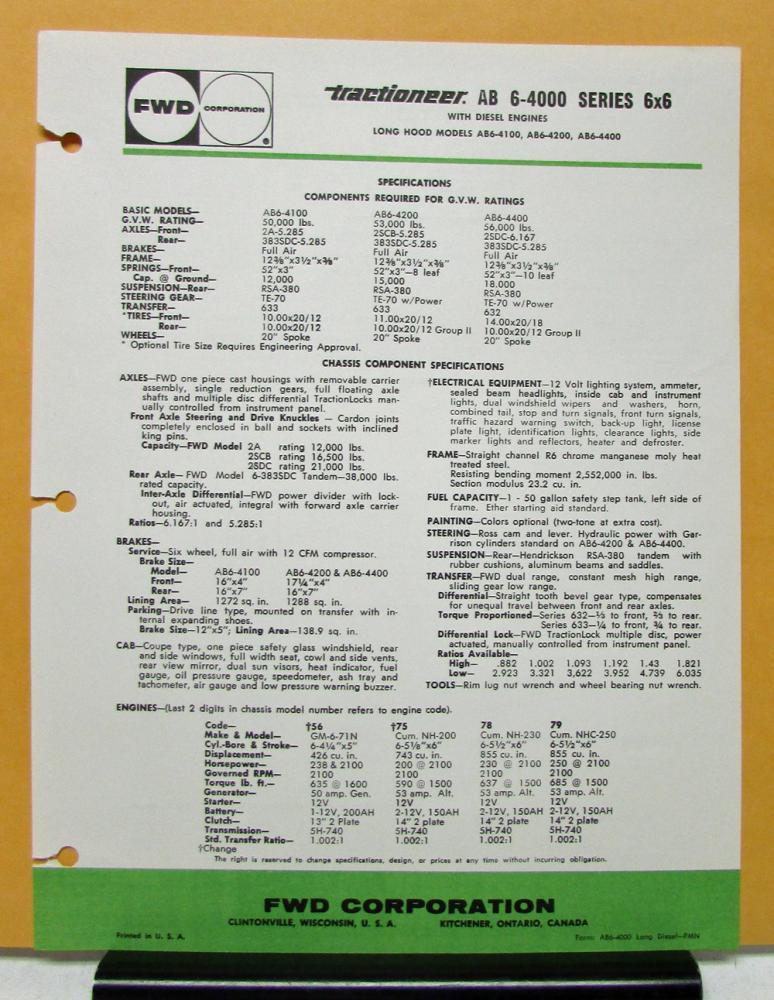 FWD CORPORATION
tractioneer. AB 6-4000 SERIES 6x6
WITH DIESEL ENGINES
LONG HOOD MODELS AB6-4100, AB6-4200, AB6-4400
SPECIFICATIONS
COMPONENTS REQUIRED FOR G.V.W. RATINGS
BASIC MODELS— AB6-4100 AB6-4200 AB6-4400
G.V.W. RATING— 50,000 lbs. 53,000 lbs. 56,000 lbs.
AXLES—Front— 2A-5.285 2SCB-5.285 2SDC-6.167
Rear— 383SDC-5.285 383SDC-5.285 383SDC-5.285
BRAKES— Full Air Full Air Full Air
FRAME— 12⅜"x3½"x⅜" 12⅜"x3½"x⅜" 12⅜"x3½"x⅜"
SPRINGS—Front— 52"x3" 52"x3"—8 leaf 52"x3"—10 leaf
Cap. @ Ground— 12,000 15,000 18.000
SUSPENSION—Rear— RSA-380 RSA-380 RSA-380
STEERING GEAR— TE-70 TE-70 w/Power TE-70 w/Power
TRANSFER— 633 633 632
*TIRES—Front— 10.00x20/12 11.00x20/12 14.00x20/18
Rear— 10.00x20/12 10.00x20/12 Group II 10.00x20/12 Group II
WHEELS— 20" Spoke 20" Spoke 20" Spoke
* Optional Tire Size Requires Engineering Approval.
CHASSIS COMPONENT SPECIFICATIONS
AXLES—FWD one piece cast housings with removable carrier
assembly, single reduction gears, full floating axle
shafts and multiple disc differential TractionLocks man-
ually controlled from instrument panel.
Front Axle Steering and Drive Knuckles — Cardon joints
completely enclosed in ball and sockets with inclined
king pins.
Capacity—FWD Model 2A rating 12,000 lbs.
2SCB rating 16,500 lbs.
2SDC rating 21,000 lbs.
Rear Axle—FWD Model 6-383SDC Tandem—38,000 lbs.
rated capacity.
Inter-Axle Differential—FWD power divider with lock-
out, air actuated, integral with forward axle carrier
housing.
Ratios—6.167:1 and 5.285:1
BRAKES—
Service—Six wheel, full air with 12 CFM compressor.
Brake Size—
Model— AB6-4100 AB6-4200 & AB6-4400
Front— 16"x4" 17¼"x4"
Rear— 16"x7" 16"x7"
Lining Area— 1272 sq. in. 1288 sq. in.
Parking—Drive line type, mounted on transfer with in-
ternal expanding shoes.
Brake Size—12"x5"; Lining Area—138.9 sq. in.
CAB—Coupe type, one piece safety glass windshield, rear
and side windows, full width seat, cowl and side vents,
rear view mirror, dual sun visors, heat indicator, fuel
gauge, oil pressure gauge, speedometer, ash tray and
tachometer, air gauge and low pressure warning buzzer.
†ELECTRICAL EQUIPMENT—12 Volt lighting system, ammeter,
sealed beam headlights, inside cab and instrument
lights, dual windshield wipers and washers, horn,
combined tail, stop and turn signals, front turn signals,
traffic hazard warning switch, back-up light, license
plate light, identification lights, clearance lights, side
marker lights and reflectors, heater and defroster.
FRAME—Straight channel R6 chrome manganese moly heat
treated steel.
Resisting bending moment 2,552,000 in. lbs.
Section modulus 23.2 cu. in.
FUEL CAPACITY—1 - 50 gallon safety step tank, left side of
frame. Ether starting aid standard.
PAINTING—Colors optional (two-tone at extra cost).
STEERING—Ross cam and lever. Hydraulic power with Gar-
rison cylinders standard on AB6-4200 & AB6-4400.
SUSPENSION—Rear—Hendrickson RSA-380 tandem with
rubber cushions, aluminum beams and saddles.
TRANSFER—FWD dual range, constant mesh high range,
sliding gear low range.
Differential—Straight tooth bevel gear type, compensates
for unequal travel between front and rear axles.
Torque Proportioned—Series 632—⅓ to front, ⅔ to rear.
Series 633—¼ to front, ¾ to rear.
Differential Lock—FWD TractionLock multiple disc, power
actuated, manually controlled from instrument panel.
Ratios Available—
High— .882 1.002 1.093 1.192 1.43 1.821
Low— 2.923 3.321 3,622 3.952 4.739 6.035
TOOLS—Rim lug nut wrench and wheel bearing nut wrench.
ENGINES—(Last 2 digits in chassis model number refers to engine code).
Code— †56 †75 78 79
Make & Model— GM-6-71N Cum. NH-200 Cum. NH-230 Cum. NHC-250
Cyl.-Bore & Stroke— 6-4¼"x5" 6-5⅛"x6" 6-5½"x6" 6-5½"x6"
Displacement— 426 cu. in. 743 cu. in. 855 cu. in. 855 cu. in.
Horsepower— 238 & 2100 200 @ 2100 230 @ 2100 250 @ 2100
Governed RPM— 2100 2100 2100 2100
Torque lb. ft.— 635 @ 1600 590 @ 1500 637 @ 1500 685 @ 1500
Generator— 50 amp. Gen. 53 amp. Alt. 53 amp. Alt. 53 amp. Alt.
Starter— 12V 12V 12V 12V
Battery— 1-12V, 200AH 2-12V, 150AH 2-12V, 150AH 2-12V, 150AH
Clutch— 13" 2 Plate 14" 2 plate 14" 2 plate 14" 2 plate
Transmission— 5H-740 5H-740 5H-740 5H-740
Std. Transfer Ratio— 1.002:1 1.002:1 1.002:1 1.002:1
†Change
The right is reserved to change specifications, design, or prices at any time without incurring obligation.
FWD CORPORATION
CLINTONVILLE, WISCONSIN, U. S. A. KITCHENER, ONTARIO, CANADA
Printed in U. S. A. Form: AB6-4000 Long Diesel—PMN